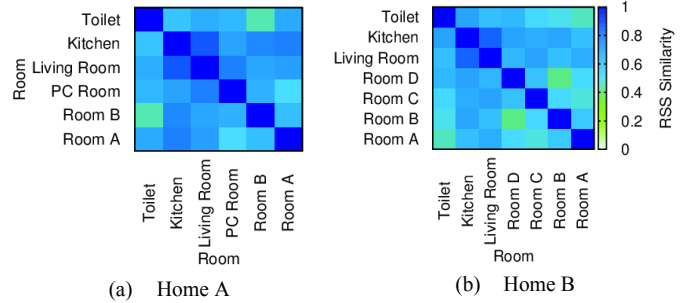 Toilet
Kitchen
Living Room
PC Room
Room B
Room A
Room
Toilet
Kitchen
Living Room
PC Room
Room B
Room A
Room
(a) Home A
Toilet
Kitchen
Living Room
Room D
Room C
Room B
Room A
Toilet
Kitchen
Living Room
Room D
Room C
Room B
Room A
Room
(b) Home B
1
0.8
0.6
0.4
0.2
0
RSS Similarity